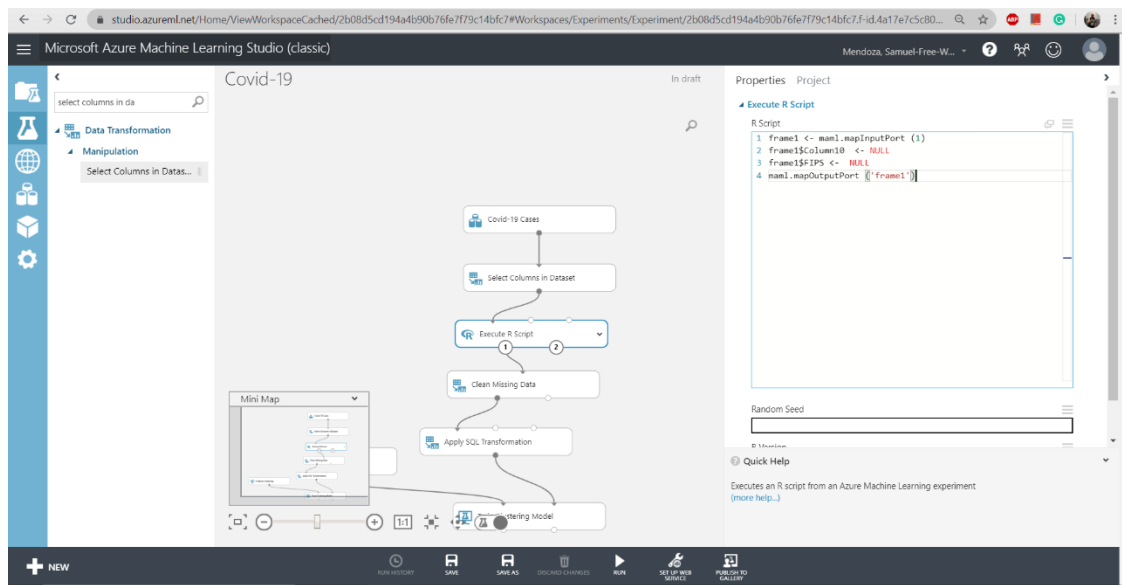 studio.azureml.net/Home/ViewWorkspaceCached/2b08d5cd194a4b90b76fe7f79c14bfc7#Workspaces/Experiments/Experiment/2b08d5cd194a4b90b76fe7f79c14bfc7.f-id.4a17e7c5c80...
Microsoft Azure Machine Learning Studio (classic)
Mendoza, Samuel-Free-W...
select columns in da
Data Transformation
Manipulation
Select Columns in Datas...
Covid-19
In draft
Covid-19 Cases
Select Columns in Dataset
Execute R Script
1
2
Clean Missing Data
Apply SQL Transformation
stering Model
Mini Map
1:1
Properties Project
Execute R Script
R Script
1 frame1 <- maml.mapInputPort (1)
2 frame1$Column10 <- NULL
3 frame1$FIPS <- NULL
4 maml.mapOutputPort ('frame1')
Random Seed
R Version
Quick Help
Executes an R script from an Azure Machine Learning experiment
(more help...)
NEW
RUN HISTORY
SAVE
SAVE AS
DISCARD CHANGES
RUN
SET UP WEB
SERVICE
PUBLISH TO
GALLERY